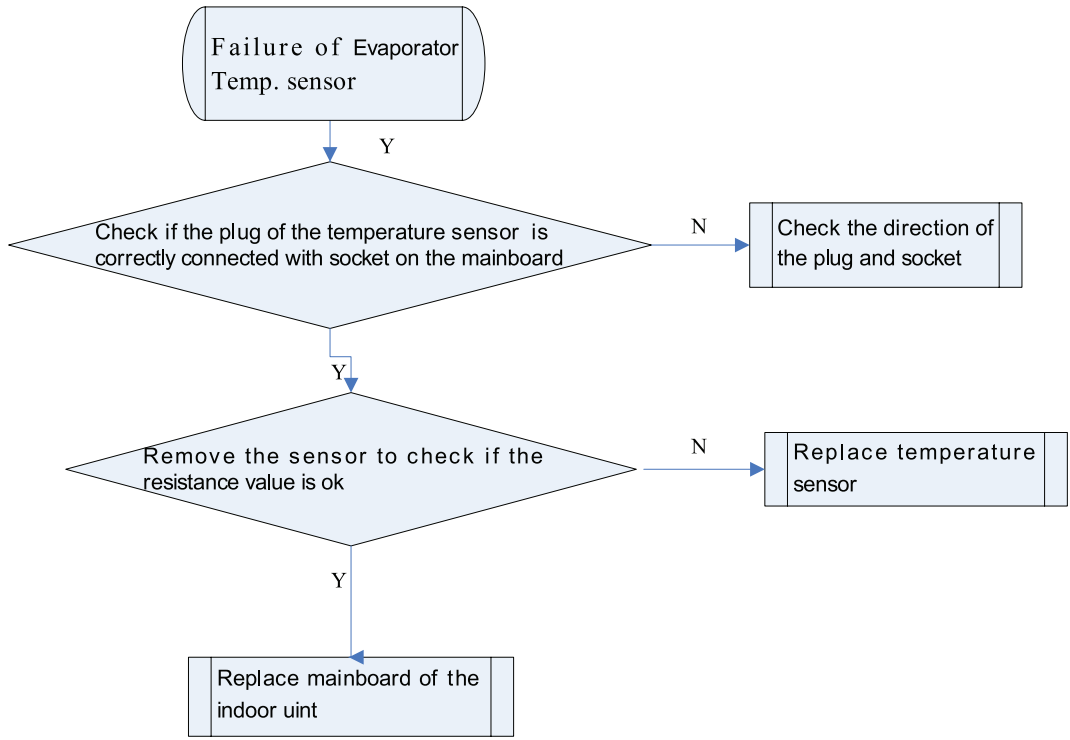 Failure of Evaporator
Temp. sensor
Y
Check if the plug of the temperature sensor is
correctly connected with socket on the mainboard
N
Check the direction of
the plug and socket
Y
Remove the sensor to check if the
resistance value is ok
N
Replace temperature
sensor
Y
Replace mainboard of the
indoor uint